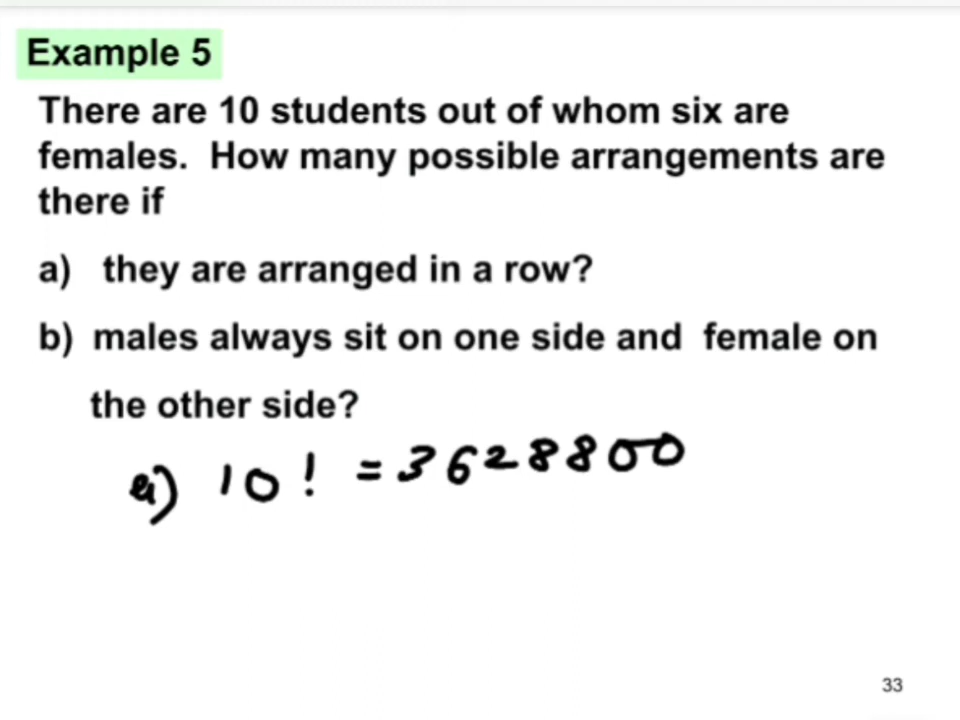 Example 5
There are 10 students out of whom six are
females. How many possible arrangements are
there if
a) they are arranged in a row?
b) males always sit on one side and female on
the other side?
a) 10! = 3628800
33